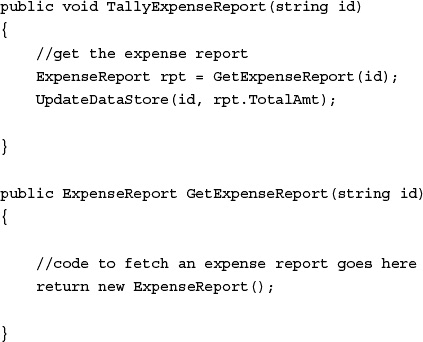 public void TallyExpenseReport(string id)
{
    //get the expense report
    ExpenseReport rpt = GetExpenseReport(id);
    UpdateDataStore(id, rpt.TotalAmt);

}

public ExpenseReport GetExpenseReport(string id)
{

    //code to fetch an expense report goes here
    return new ExpenseReport();

}